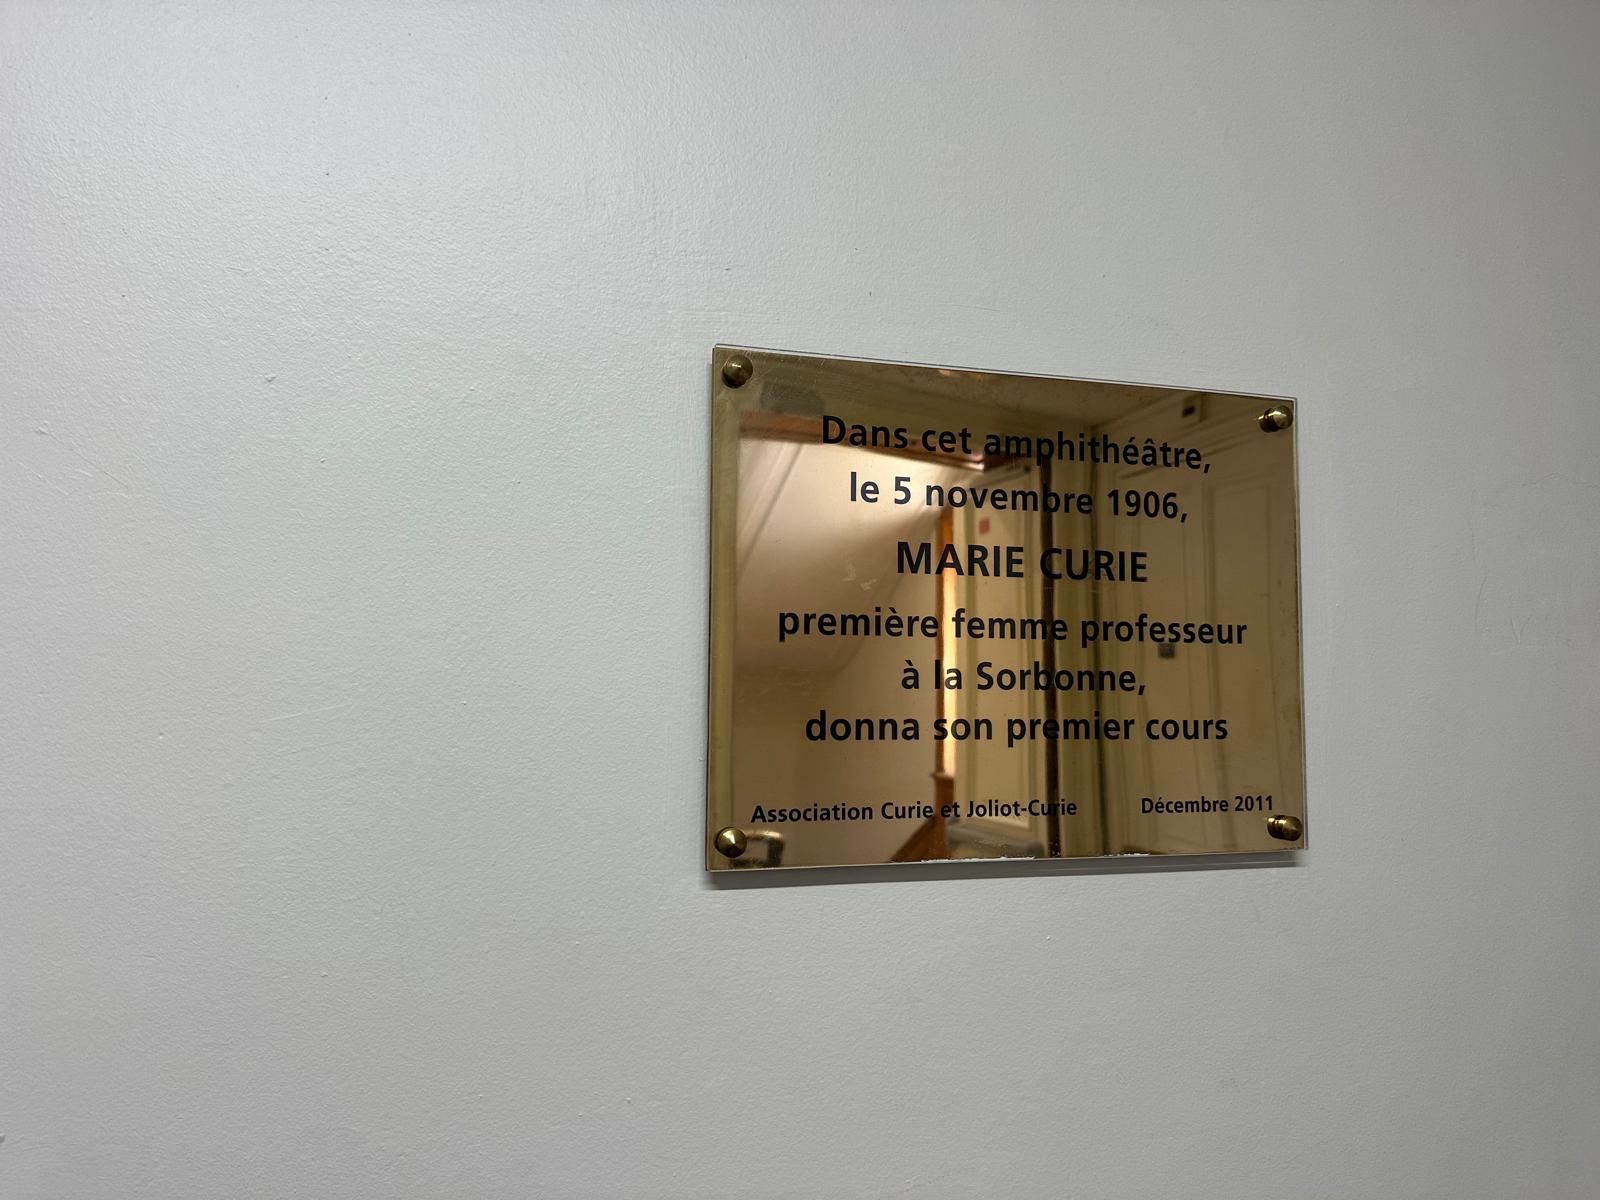 Dans cet amphithéâtre,
le 5 novembre 1906,
MARIE CURIE
première femme professeur
à la Sorbonne,
donna son premier cours
Association Curie et Joliot-Curie
Décembre 2011